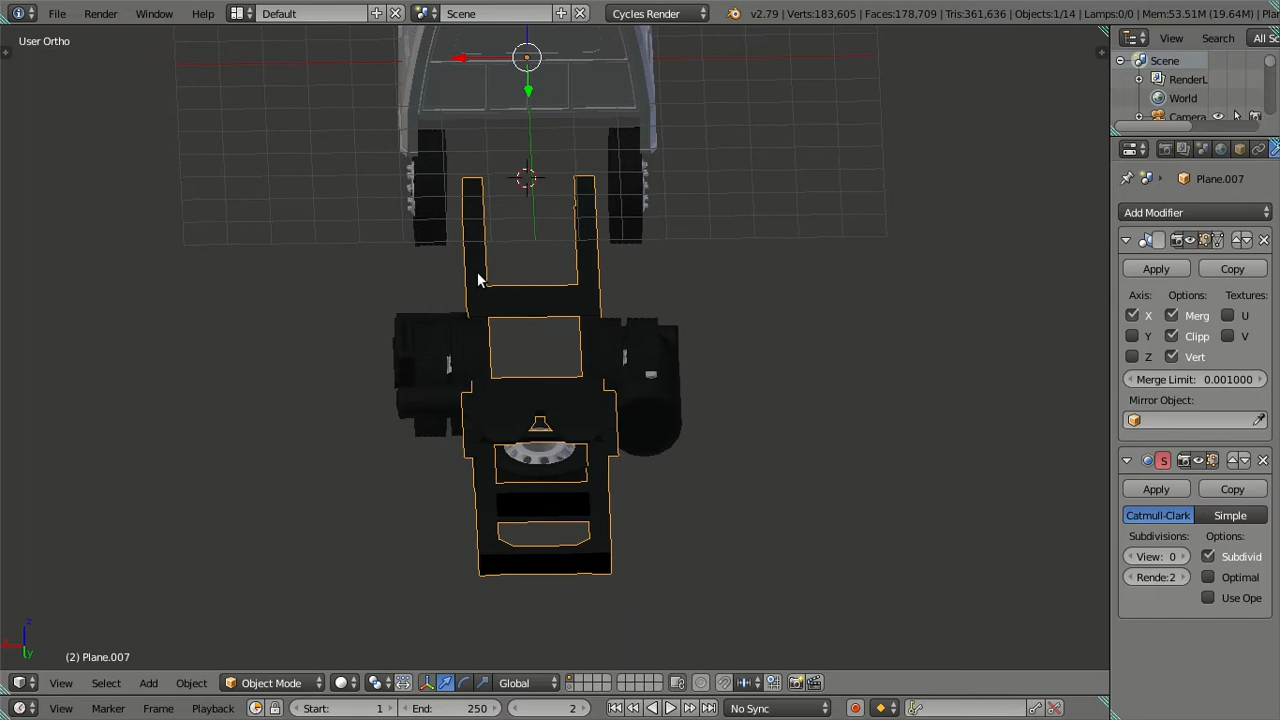 File Render Window Help Default Scene Cycles Render v2.79 | Verts:183,605 | Faces:178,709 | Tris:361,636 | Objects:1/14 | Lamps:0/0 | Mem:53.51M (19.64M) | Plan
User Ortho
View Search All Sc
Scene
RenderL
World
Camera
Plane.007
Add Modifier
Apply Copy
Axis: Options: Textures:
X Merg U
Y Clipp V
Z Vert
Merge Limit: 0.001000
Mirror Object:
S
Apply Copy
Catmull-Clark Simple
Subdivisions: Options:
View: 0 Subdivid
Rende:2 Optimal
Use Ope
z
x
y
(2) Plane.007
View Select Add Object Object Mode Global
View Marker Frame Playback Start: 1 End: 250 2 No Sync